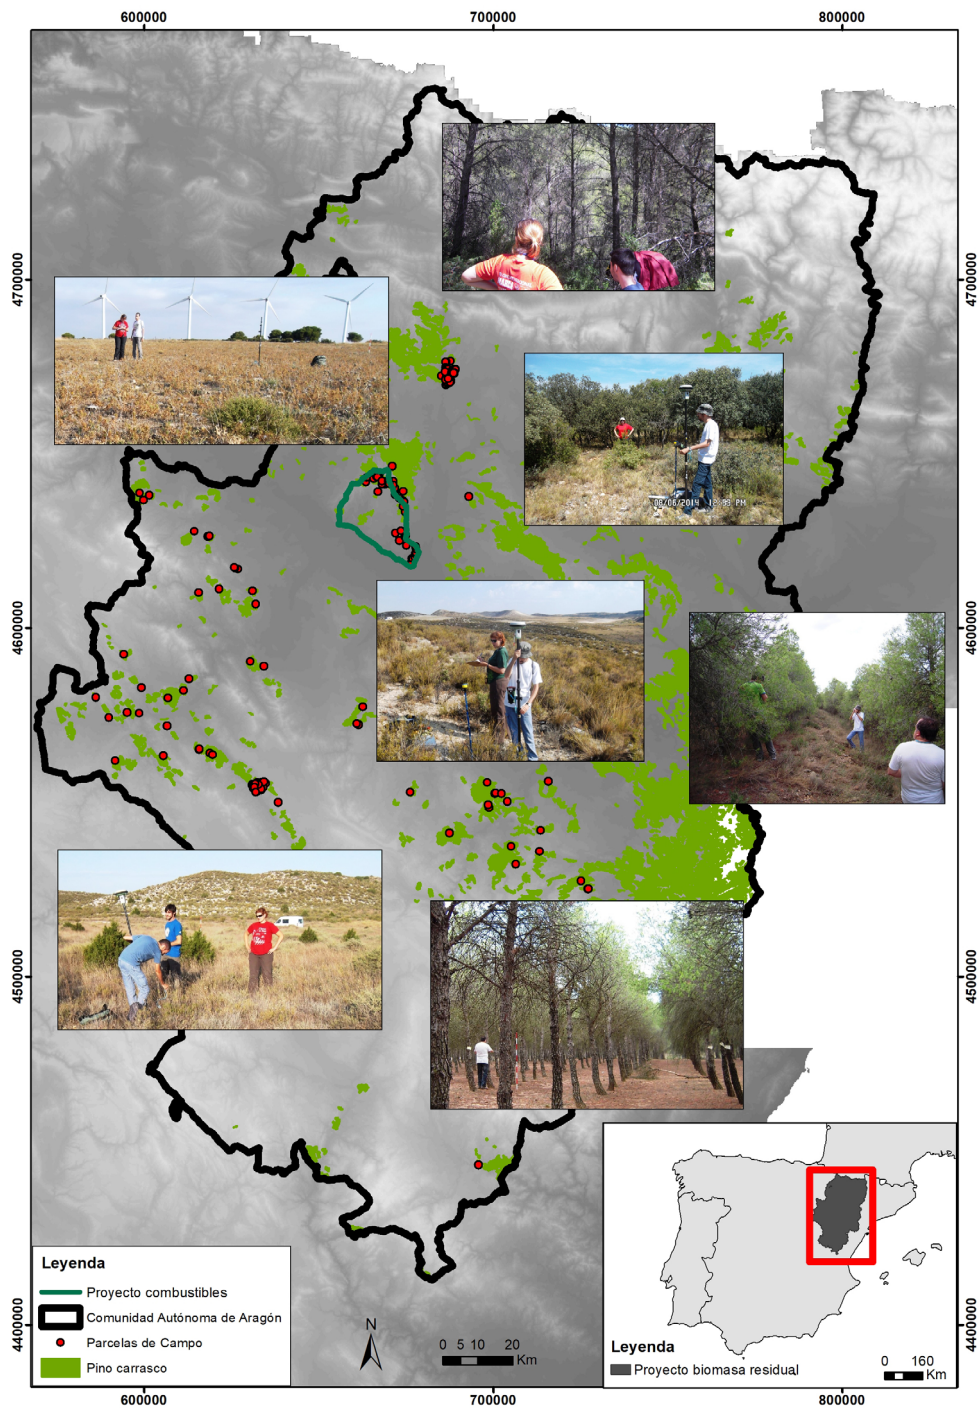 600000
700000
800000
4700000
4700000
08/06/2014 12:33 PM
4600000
4600000
4500000
4500000
Leyenda
Proyecto combustibles
Comunidad Autónoma de Aragón
Parcelas de Campo
Pino carrasco
N
0 5 10 20
Km
Leyenda
Proyecto biomasa residual
0 160
Km
4400000
4400000
600000
700000
800000